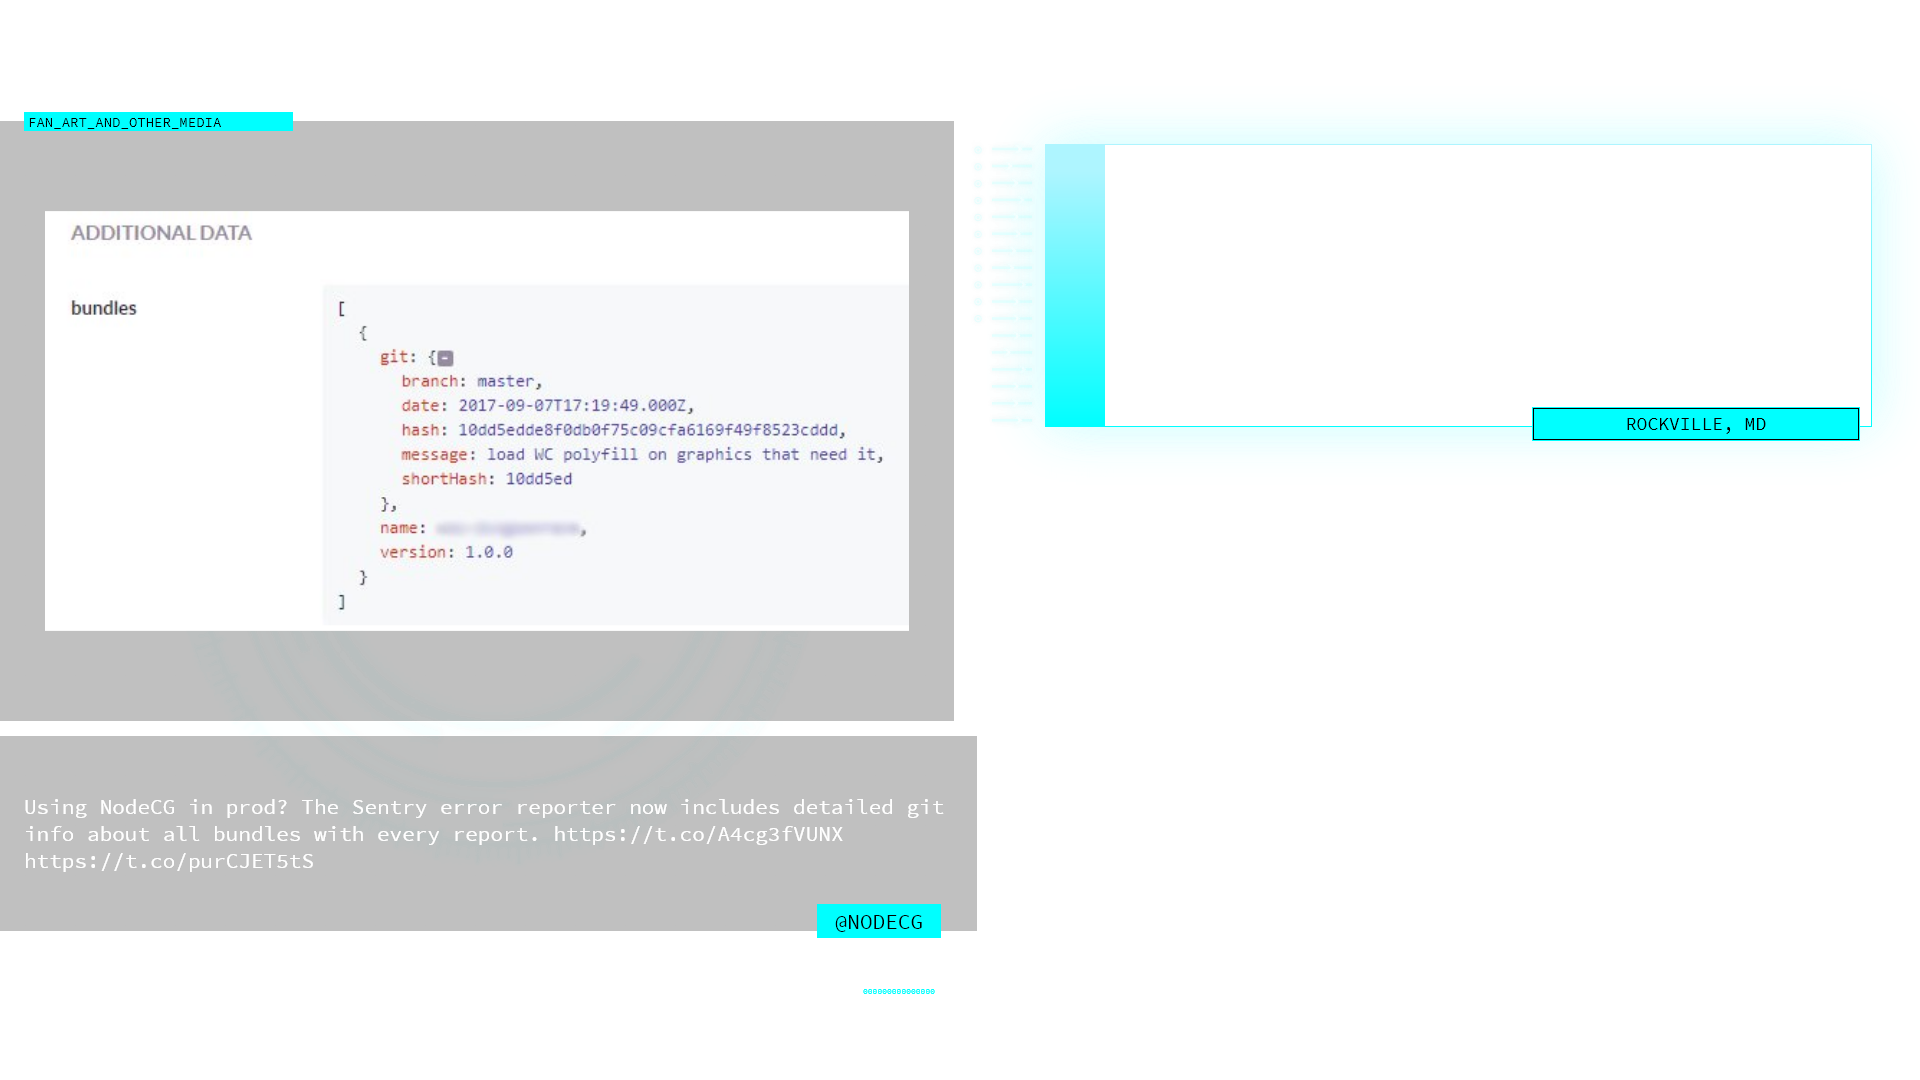 FAN_ART_AND_OTHER_MEDIA
ADDITIONAL DATA
bundles
[
{
git: {-
branch: master,
date: 2017-09-07T17:19:49.000Z,
hash: 10dd5edde8f0db0f75c09cfa6169f49f8523cddd,
message: load WC polyfill on graphics that need it,
shortHash: 10dd5ed
},
name: ,
version: 1.0.0
}
]
ROCKVILLE, MD
Using NodeCG in prod? The Sentry error reporter now includes detailed git
info about all bundles with every report. https://t.co/A4cg3fVUNX
https://t.co/purCJET5tS
@NODECG